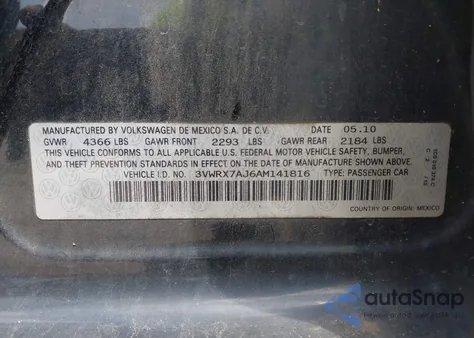 MANUFACTURED BY VOLKSWAGEN DE MEXICO S.A. DE C.V. DATE 05.10
GVWR 4366 LBS GAWR FRONT 2293 LBS GAWR REAR 2184 LBS
THIS VEHICLE CONFORMS TO ALL APPLICABLE U.S. FEDERAL MOTOR VEHICLE SAFETY, BUMPER,
AND THEFT PREVENTION STANDARDS IN EFFECT ON THE DATE OF MANUFACTURE SHOWN ABOVE.
VEHICLE I.D. NO. 3VWRX7AJ6AM141816 TYPE: PASSENGER CAR
COUNTRY OF ORIGIN: MEXICO
autoSnap